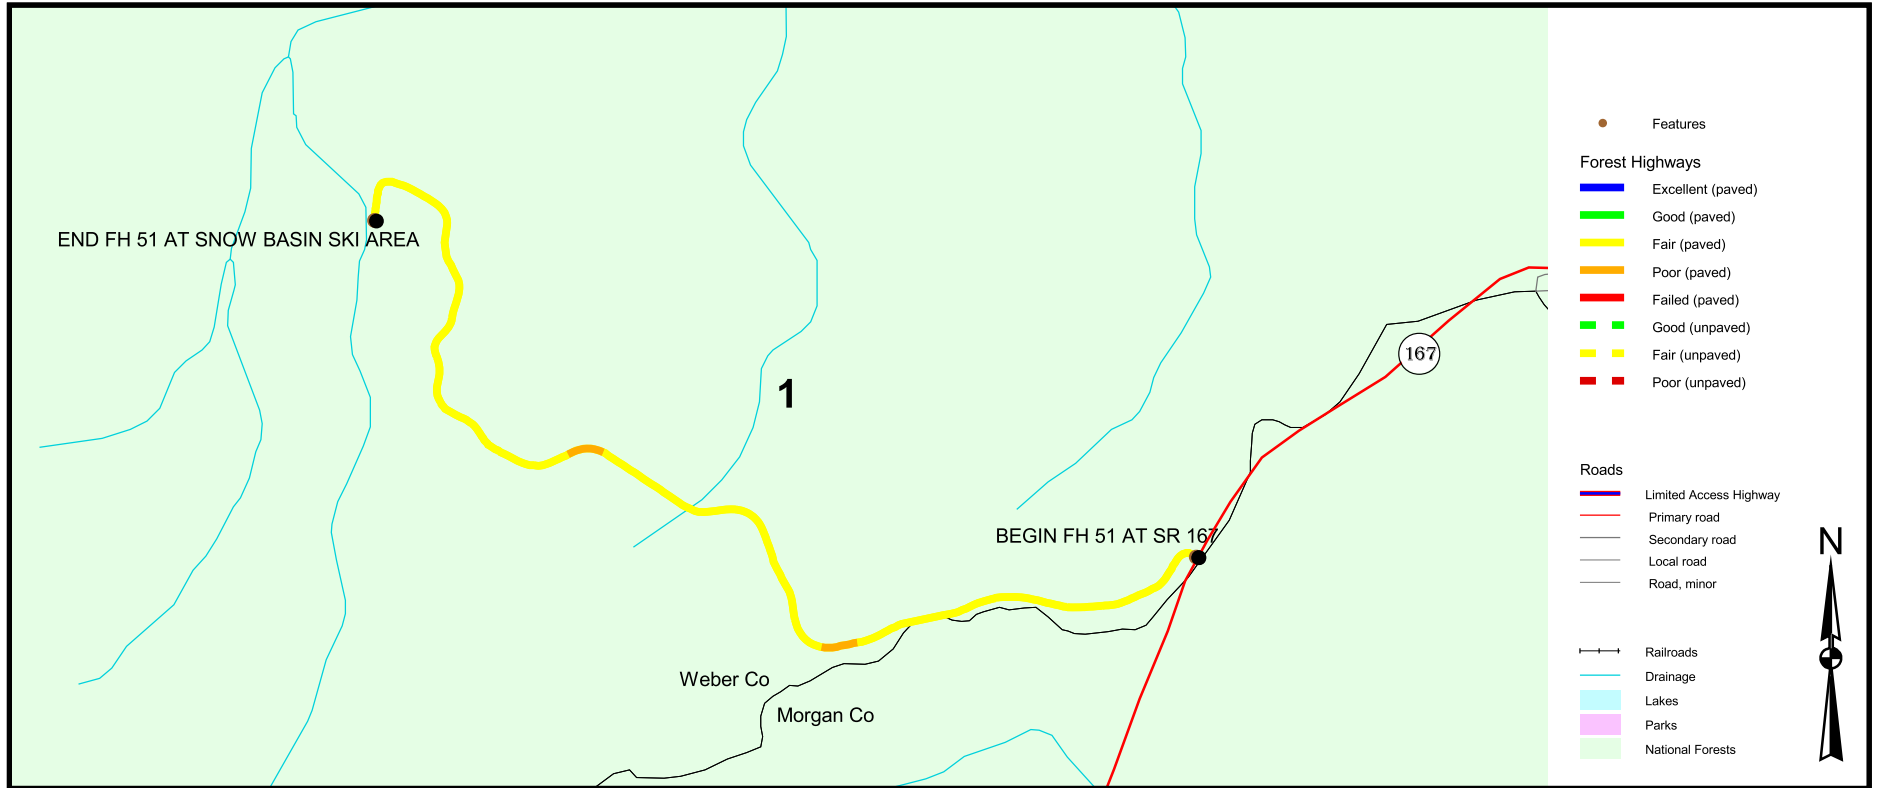 END FH 51 AT SNOW BASIN SKI AREA
1
167
BEGIN FH 51 AT SR 167
Weber Co
Morgan Co
Features
Forest Highways
Excellent (paved)
Good (paved)
Fair (paved)
Poor (paved)
Failed (paved)
Good (unpaved)
Fair (unpaved)
Poor (unpaved)
Roads
Limited Access Highway
Primary road
Secondary road
Local road
Road, minor
N
Railroads
Drainage
Lakes
Parks
National Forests